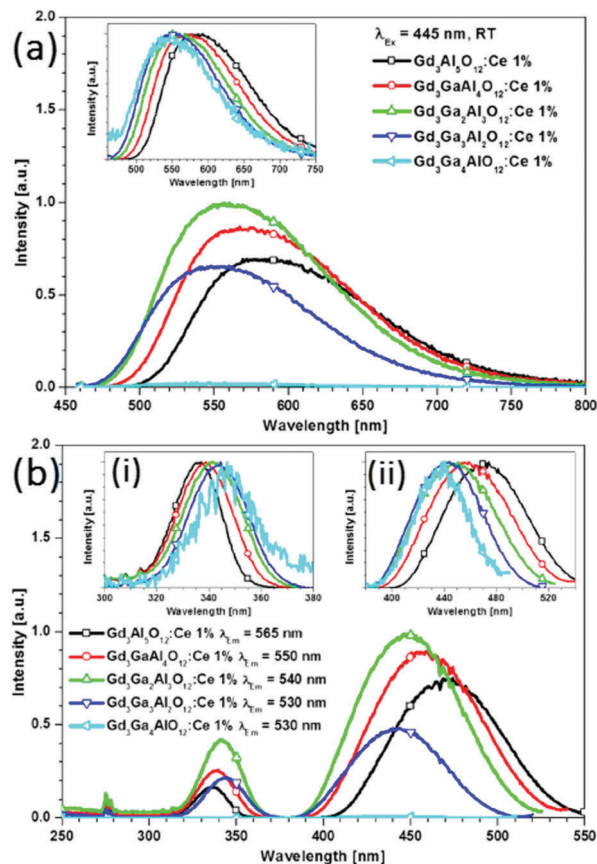 (a)
λEx = 445 nm, RT
Gd3Al5O12:Ce 1%
Gd3GaAl4O12:Ce 1%
Gd3Ga2Al3O12:Ce 1%
Gd3Ga3Al2O12:Ce 1%
Gd3Ga4AlO12:Ce 1%
Intensity [a.u.]
500 550 600 650 700 750
Wavelength [nm]
2.0
1.5
1.0
0.5
0.0
Intensity [a.u.]
450 500 550 600 650 700 750 800
Wavelength [nm]
(b)
(i)
Intensity [a.u.]
300 320 340 360 380
Wavelength [nm]
(ii)
Intensity [a.u.]
400 440 480 520
Wavelength [nm]
Gd3Al5O12:Ce 1% λEm = 565 nm
Gd3GaAl4O12:Ce 1% λEm = 550 nm
Gd3Ga2Al3O12:Ce 1% λEm = 540 nm
Gd3Ga3Al2O12:Ce 1% λEm = 530 nm
Gd3Ga4AlO12:Ce 1% λEm = 530 nm
2.0
1.5
1.0
0.5
0.0
Intensity [a.u.]
250 300 350 400 450 500 550
Wavelength [nm]